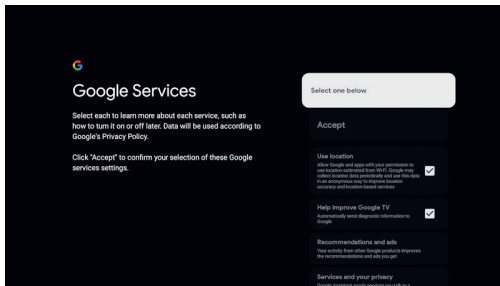 Google Services
Select each to learn more about each service, such as
how to turn it on or off later. Data will be used according to
Google's Privacy Policy.
Click "Accept" to confirm your selection of these Google
services settings.
Select one below
Accept
Use location
Allow Google and apps with your permission to
use location estimated from Wi-Fi. Google may
collect location data periodically and use this data
in an anonymous way to improve location
accuracy and location-based services
Help improve Google TV
Automatically send diagnostic information to
Google
Recommendations and ads
Your activity from other Google products improves
the recommendations and ads you get
Services and your privacy